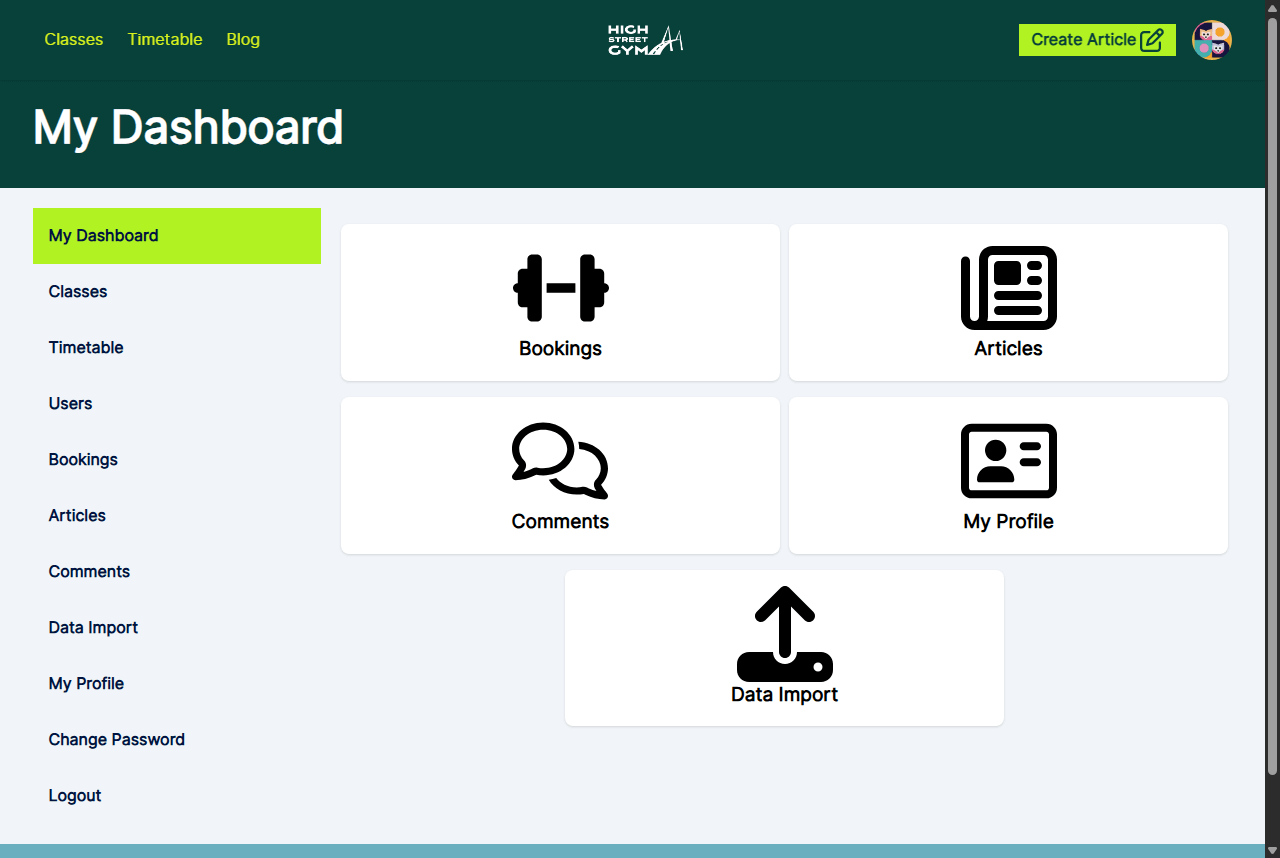 Classes Timetable Blog
HIGH
STREET
GYM
Create Article
My Dashboard
My Dashboard
Classes
Timetable
Users
Bookings
Articles
Comments
Data Import
My Profile
Change Password
Logout
Bookings
Articles
Comments
My Profile
Data Import